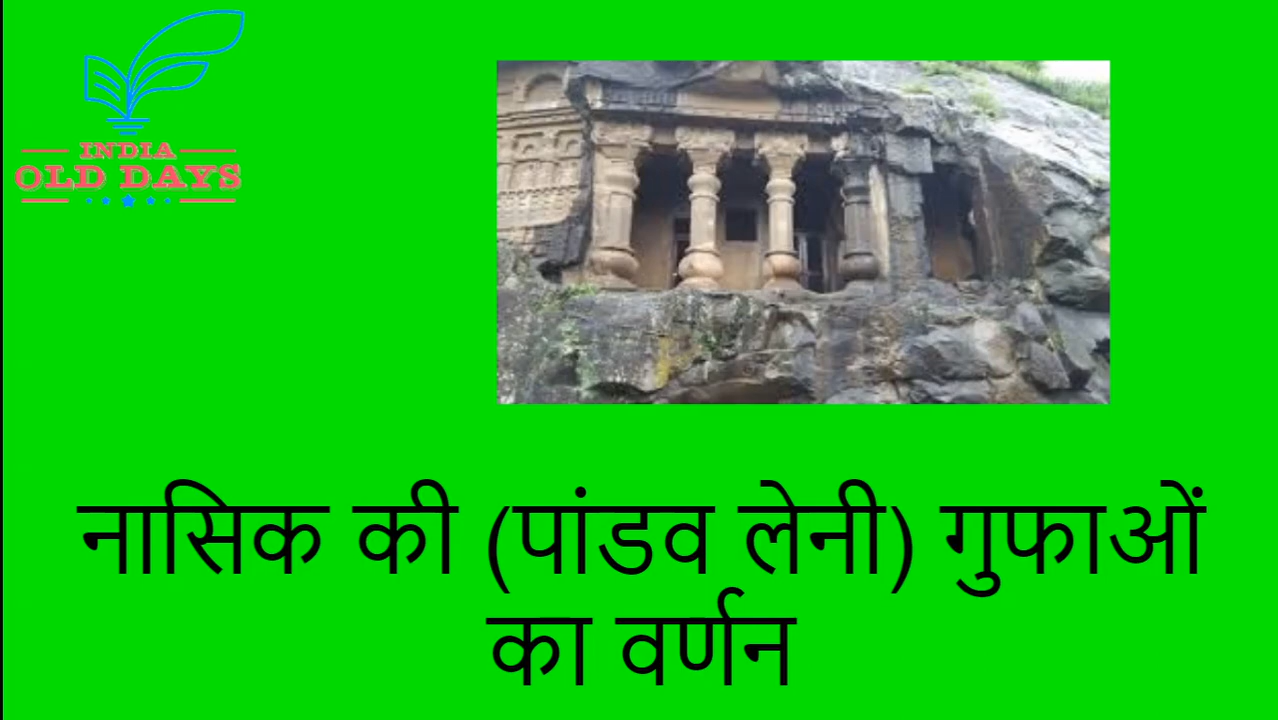 INDIA
OLD DAYS
नासिक की (पांडव लेनी) गुफाओं
का वर्णन